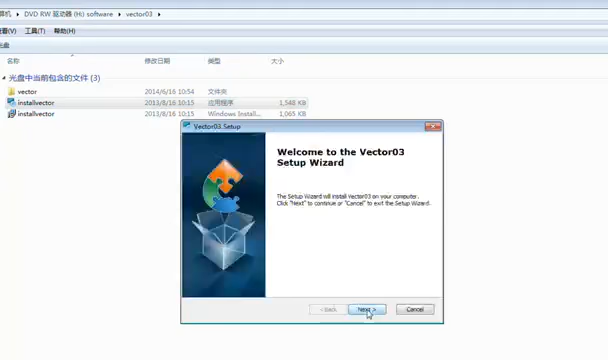 算机 ▸ DVD RW 驱动器 (H:) software ▸ vector03 ▸
查看(V) 工具(T) 帮助(H)
光盘
名称 修改日期 类型 大小
光盘中当前包含的文件 (3)
vector 2014/6/16 10:54 文件夹
installvector 2013/8/16 10:15 应用程序 1,548 KB
installvector 2013/8/16 10:15 Windows Install... 1,065 KB
Vector03 Setup
Welcome to the Vector03
Setup Wizard
The Setup Wizard will install Vector03 on your computer.
Click "Next" to continue or "Cancel" to exit the Setup Wizard.
< Back Next > Cancel